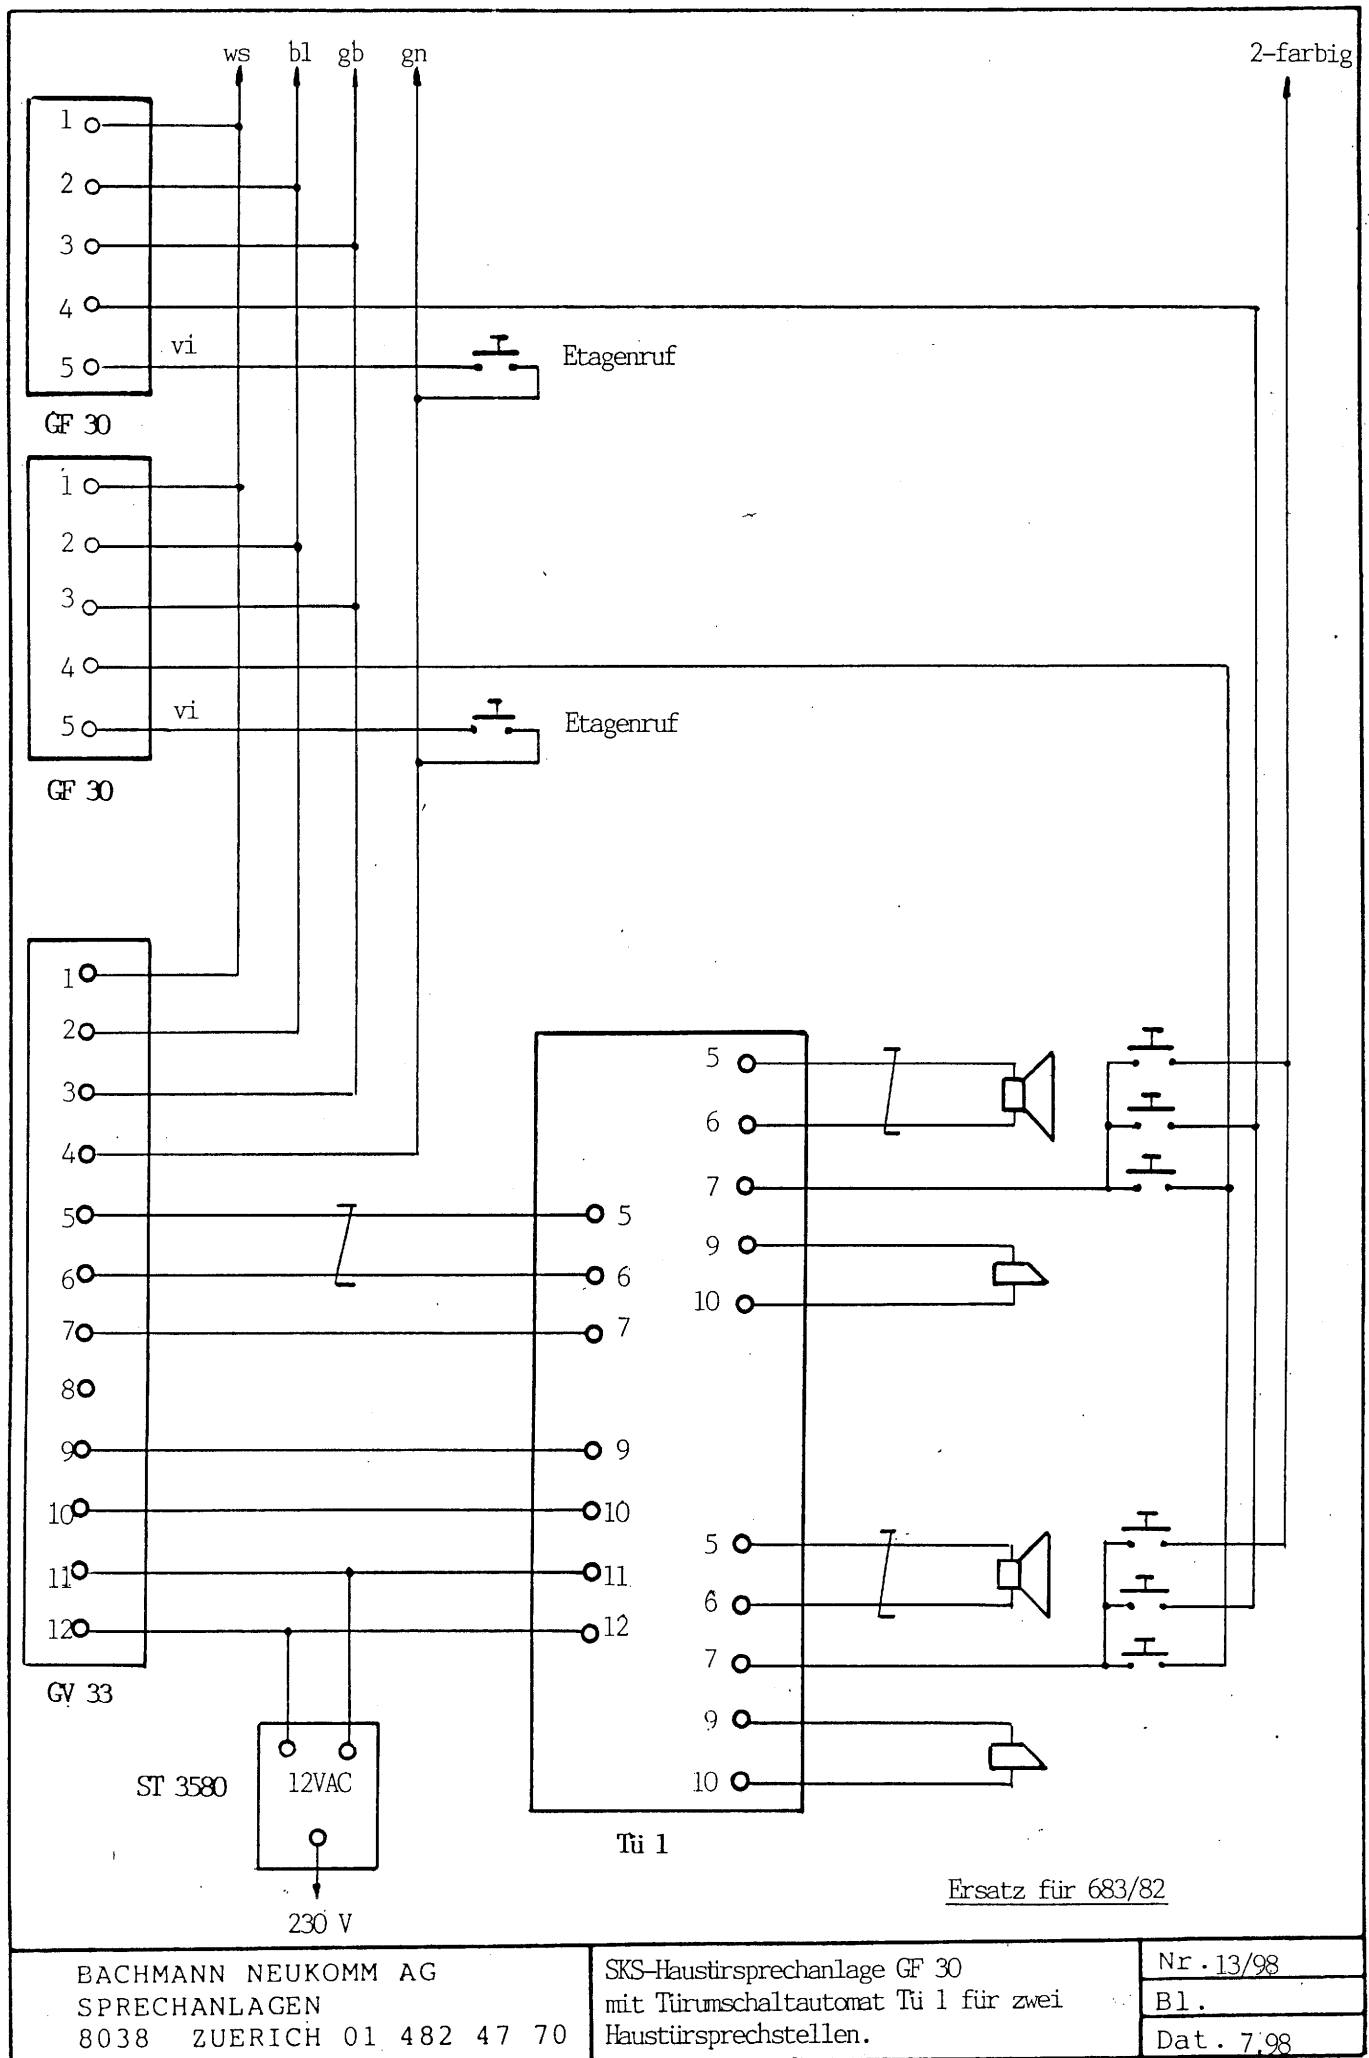 ws bl gb gn 2-farbig
1
2
3
4
vi
5
Etagenruf
GF 30
1
2
3
4
vi
5
Etagenruf
GF 30
1
2
3
4
5
6
7
8
9
10
11
12
GV 33
5
6
7
9
10
11
12
5
6
7
9
10
5
6
7
9
10
Tü 1
ST 3580
12VAC
230 V
Ersatz für 683/82
BACHMANN NEUKOMM AG
SPRECHANLAGEN
8038 ZUERICH 01 482 47 70
SKS-Haustirsprechanlage GF 30
mit Türumschaltautomat Tü 1 für zwei
Haustürsprechstellen.
Nr. 13/98
Bl.
Dat. 7.98